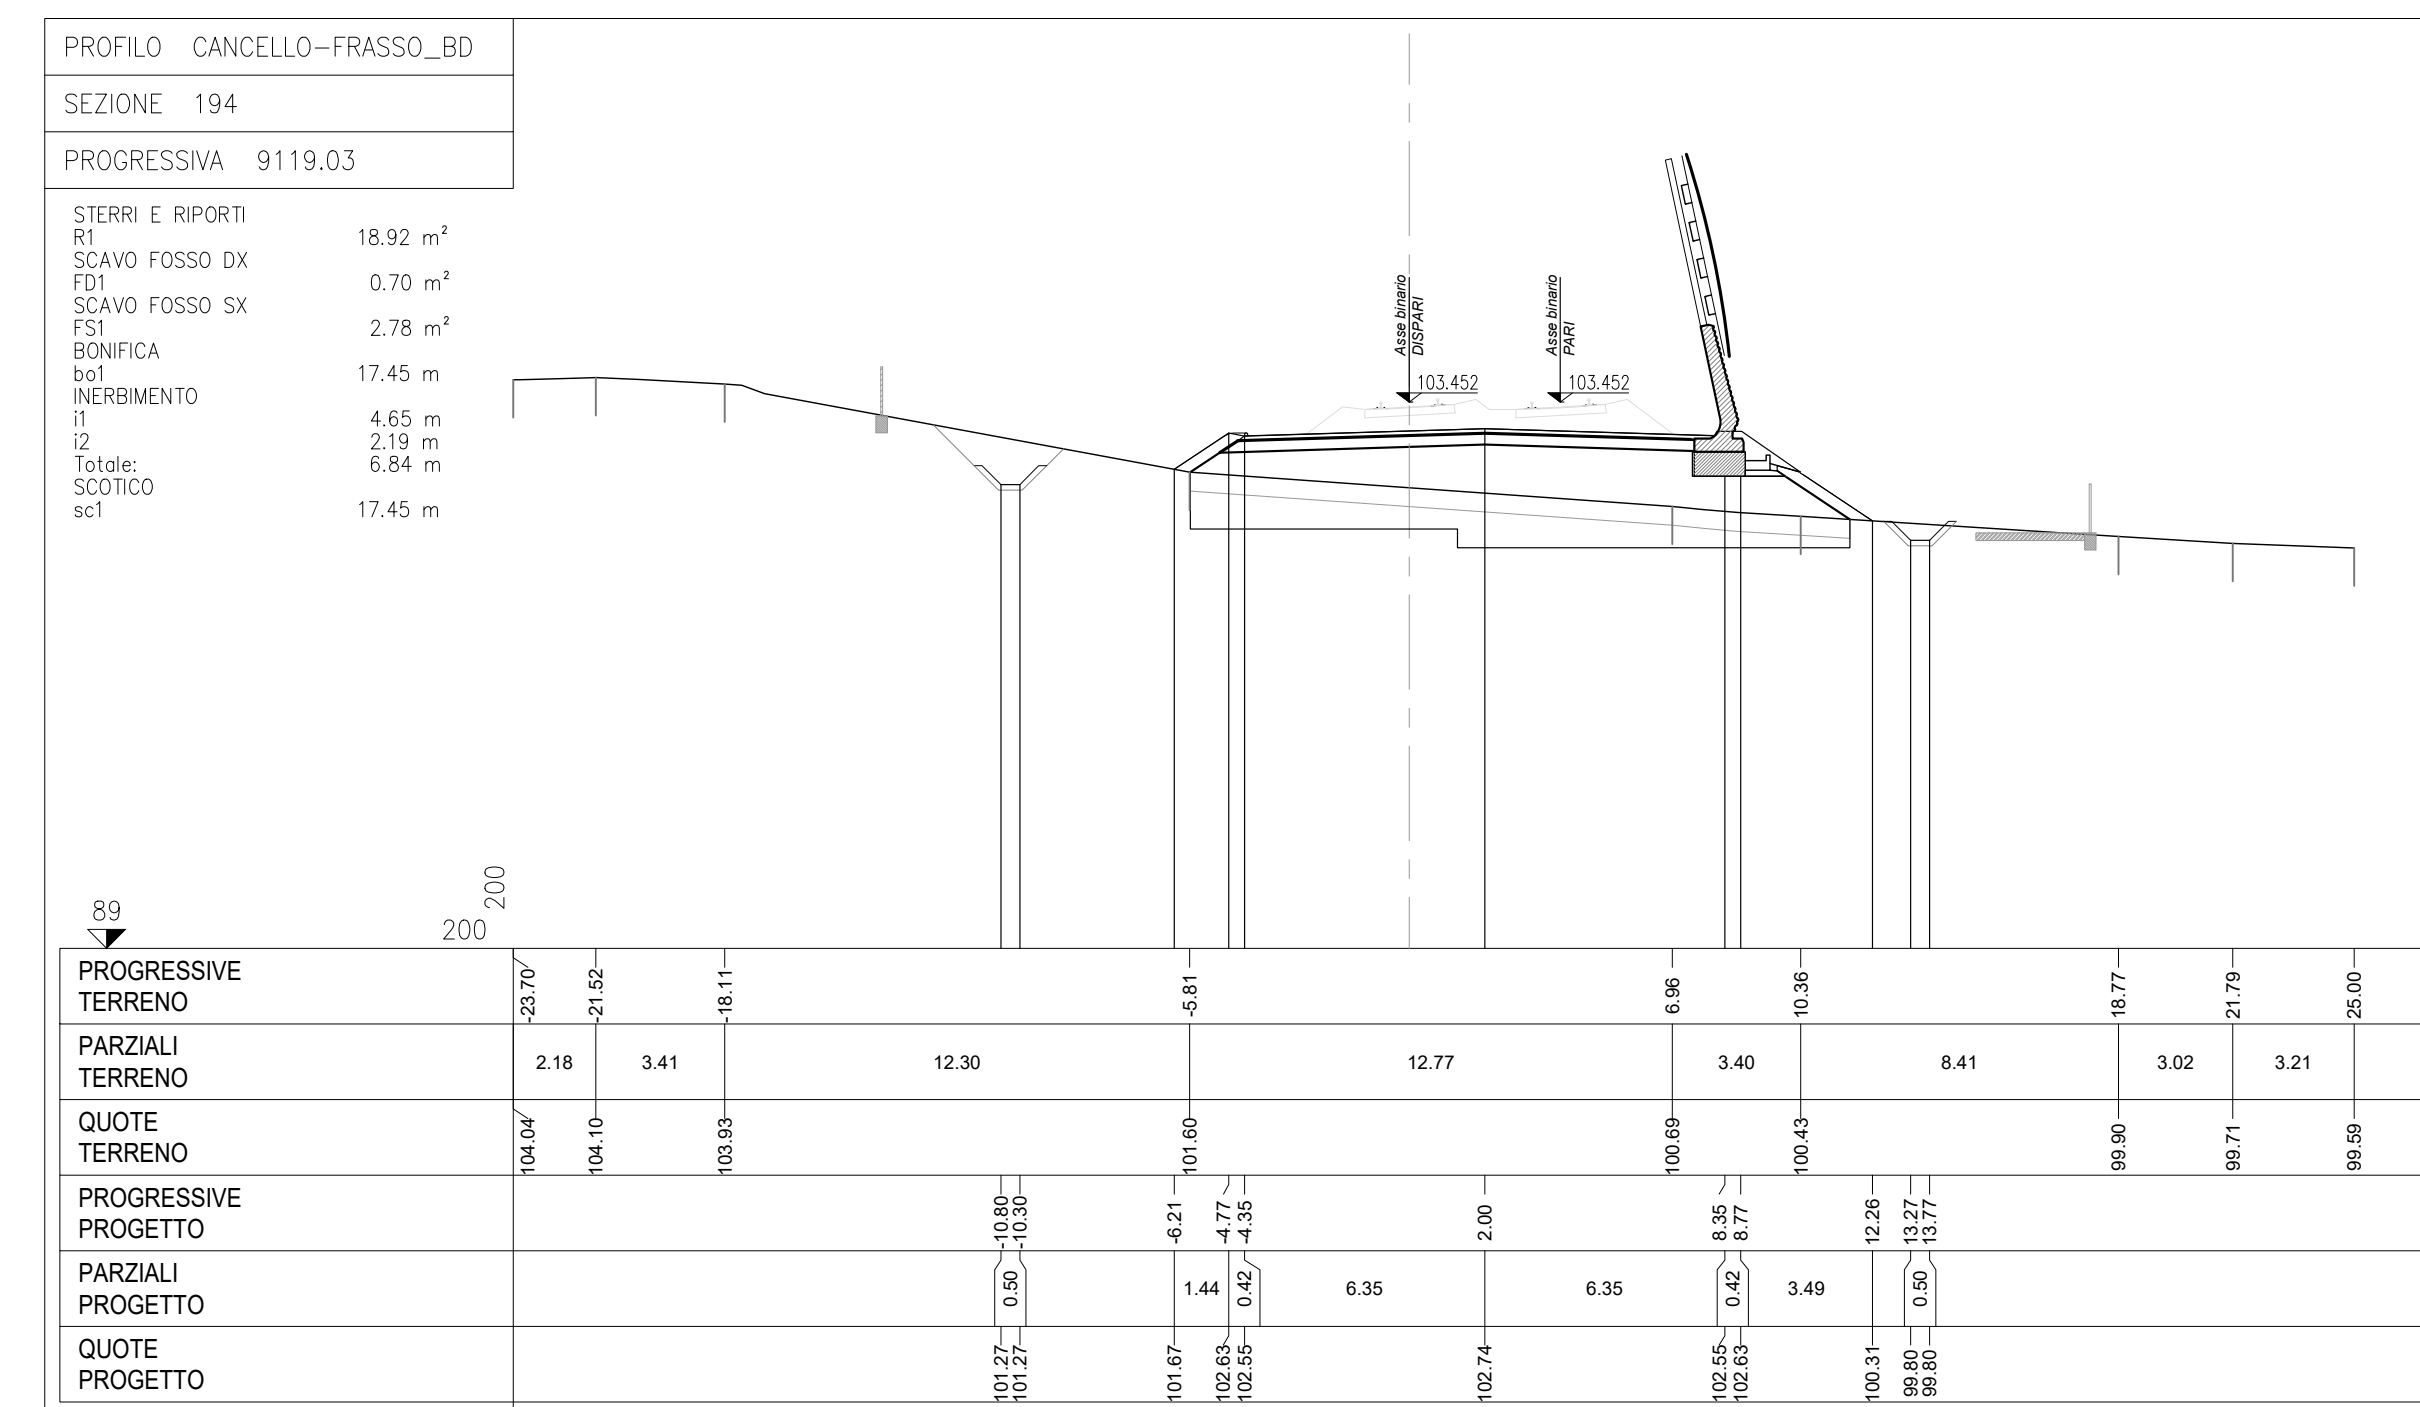 PROFILO CANCELLO-FRASSO_BD
SEZIONE 194
PROGRESSIVA 9119.03
STERRI E RIPORTI
R1 18.92 m²
SCAVO FOSSO DX
FD1 0.70 m²
SCAVO FOSSO SX
FS1 2.78 m²
BONIFICA
bo1 17.45 m
INERBIMENTO
i1 4.65 m
i2 2.19 m
Totale: 6.84 m
SCOTICO
sc1 17.45 m
Asse binario
DISPARI
103.452
Asse binario
PARI
103.452
89
200
200
PROGRESSIVE
TERRENO
-23.70 -21.52 -18.11 -5.81 6.96 10.36 18.77 21.79 25.00
PARZIALI
TERRENO
2.18 3.41 12.30 12.77 3.40 8.41 3.02 3.21
QUOTE
TERRENO
104.04 104.10 103.93 101.60 100.69 100.43 99.90 99.71 99.59
PROGRESSIVE
PROGETTO
-10.80 -10.30 -6.21 -4.77 -4.35 2.00 8.35 8.77 12.26 13.27 13.77
PARZIALI
PROGETTO
0.50 1.44 0.42 6.35 6.35 0.42 3.49 0.50
QUOTE
PROGETTO
101.27 101.27 101.67 102.63 102.55 102.74 102.55 102.63 100.31 99.80 99.80